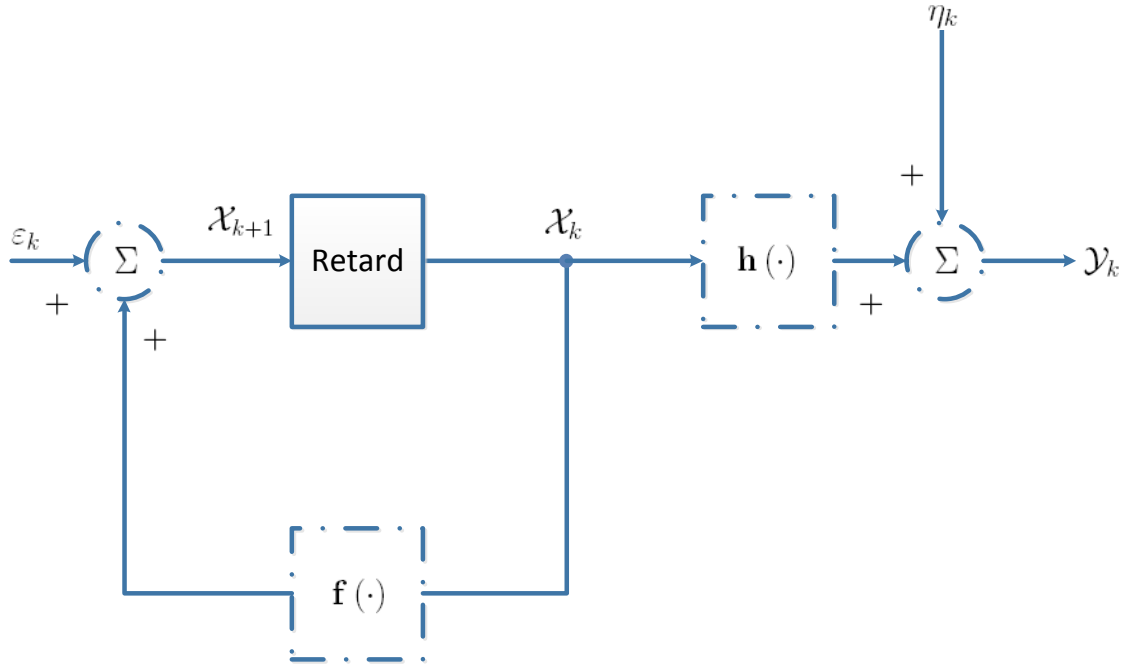 η_k
+
𝒳_{k+1}
𝒳_k
ε_k
Σ
Retard
h (·)
Σ
𝒴_k
+
+
+
f (·)